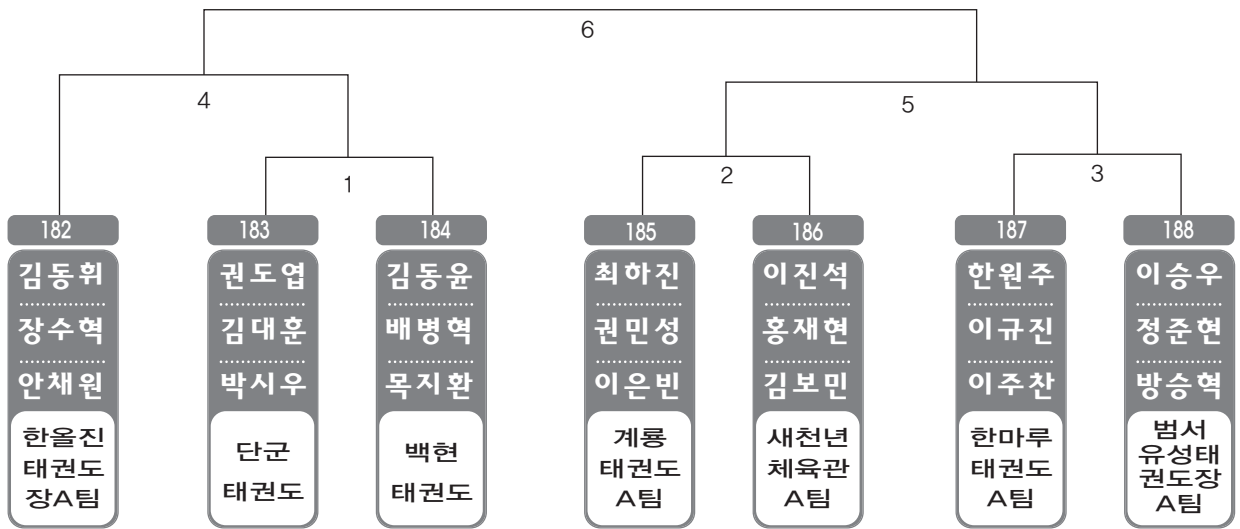 6
4
5
1
2
3
182
김동휘
장수혁
안채원
한올진
태권도
장A팀
183
권도엽
김대훈
박시우
단군
태권도
184
김동윤
배병혁
목지환
백현
태권도
185
최하진
권민성
이은빈
계룡
태권도
A팀
186
이진석
홍재현
김보민
새천년
체육관
A팀
187
한원주
이규진
이주찬
한마루
태권도
A팀
188
이승우
정준현
방승혁
범서
유성태
권도장
A팀